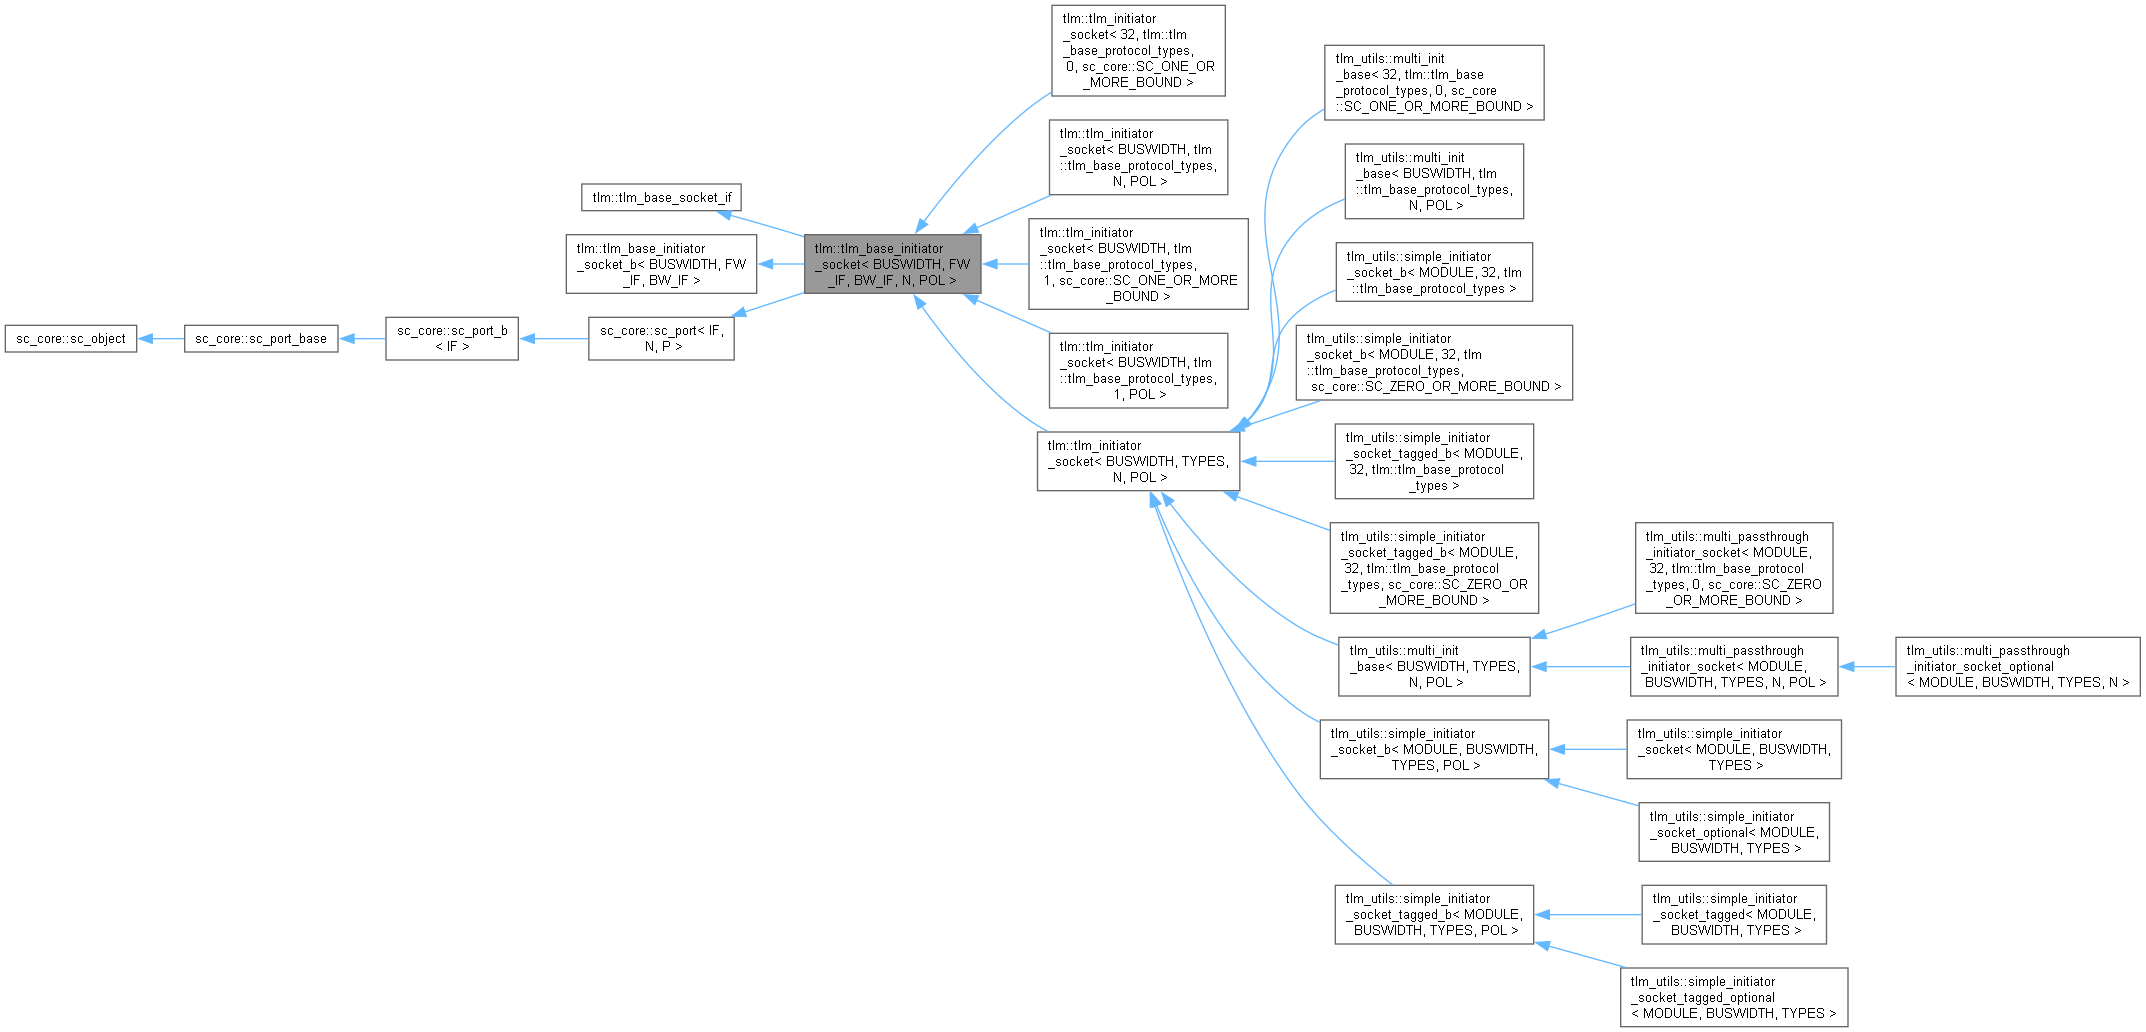 sc_core::sc_object
sc_core::sc_port_base
sc_core::sc_port_b
< IF >
tlm::tlm_base_socket_if
tlm::tlm_base_initiator
_socket_b< BUSWIDTH, FW
_IF, BW_IF >
sc_core::sc_port< IF,
N, P >
tlm::tlm_base_initiator
_socket< BUSWIDTH, FW
_IF, BW_IF, N, POL >
tlm::tlm_initiator
_socket< 32, tlm::tlm
_base_protocol_types,
0, sc_core::SC_ONE_OR
_MORE_BOUND >
tlm::tlm_initiator
_socket< BUSWIDTH, tlm
::tlm_base_protocol_types,
N, POL >
tlm::tlm_initiator
_socket< BUSWIDTH, tlm
::tlm_base_protocol_types,
1, sc_core::SC_ONE_OR_MORE
_BOUND >
tlm::tlm_initiator
_socket< BUSWIDTH, tlm
::tlm_base_protocol_types,
1, POL >
tlm::tlm_initiator
_socket< BUSWIDTH, TYPES,
N, POL >
tlm_utils::multi_init
_base< 32, tlm::tlm_base
_protocol_types, 0, sc_core
::SC_ONE_OR_MORE_BOUND >
tlm_utils::multi_init
_base< BUSWIDTH, tlm
::tlm_base_protocol_types,
N, POL >
tlm_utils::simple_initiator
_socket_b< MODULE, 32, tlm
::tlm_base_protocol_types >
tlm_utils::simple_initiator
_socket_b< MODULE, 32, tlm
::tlm_base_protocol_types,
sc_core::SC_ZERO_OR_MORE_BOUND >
tlm_utils::simple_initiator
_socket_tagged_b< MODULE,
32, tlm::tlm_base_protocol
_types >
tlm_utils::simple_initiator
_socket_tagged_b< MODULE,
32, tlm::tlm_base_protocol
_types, sc_core::SC_ZERO_OR
_MORE_BOUND >
tlm_utils::multi_init
_base< BUSWIDTH, TYPES,
N, POL >
tlm_utils::simple_initiator
_socket_b< MODULE, BUSWIDTH,
TYPES, POL >
tlm_utils::simple_initiator
_socket_tagged_b< MODULE,
BUSWIDTH, TYPES, POL >
tlm_utils::multi_passthrough
_initiator_socket< MODULE,
32, tlm::tlm_base_protocol
_types, 0, sc_core::SC_ZERO
_OR_MORE_BOUND >
tlm_utils::multi_passthrough
_initiator_socket< MODULE,
BUSWIDTH, TYPES, N, POL >
tlm_utils::multi_passthrough
_initiator_socket_optional
< MODULE, BUSWIDTH, TYPES, N >
tlm_utils::simple_initiator
_socket< MODULE, BUSWIDTH,
TYPES >
tlm_utils::simple_initiator
_socket_optional< MODULE,
BUSWIDTH, TYPES >
tlm_utils::simple_initiator
_socket_tagged< MODULE,
BUSWIDTH, TYPES >
tlm_utils::simple_initiator
_socket_tagged_optional
< MODULE, BUSWIDTH, TYPES >